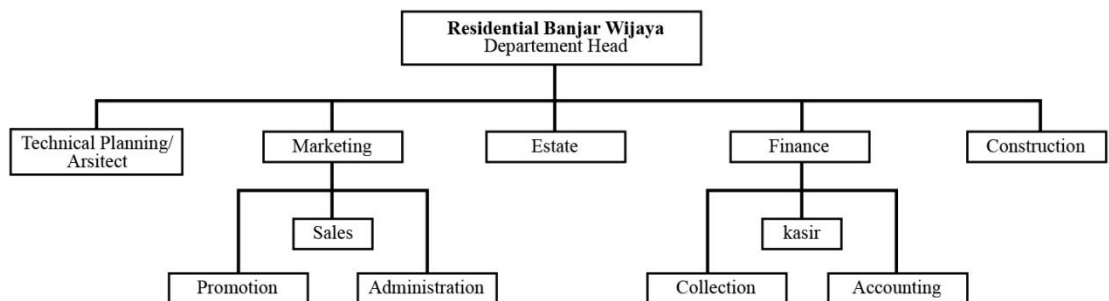 Residential Banjar Wijaya
Departement Head
Technical Planning/
Arsitect
Marketing
Estate
Finance
Construction
Sales
kasir
Promotion
Administration
Collection
Accounting